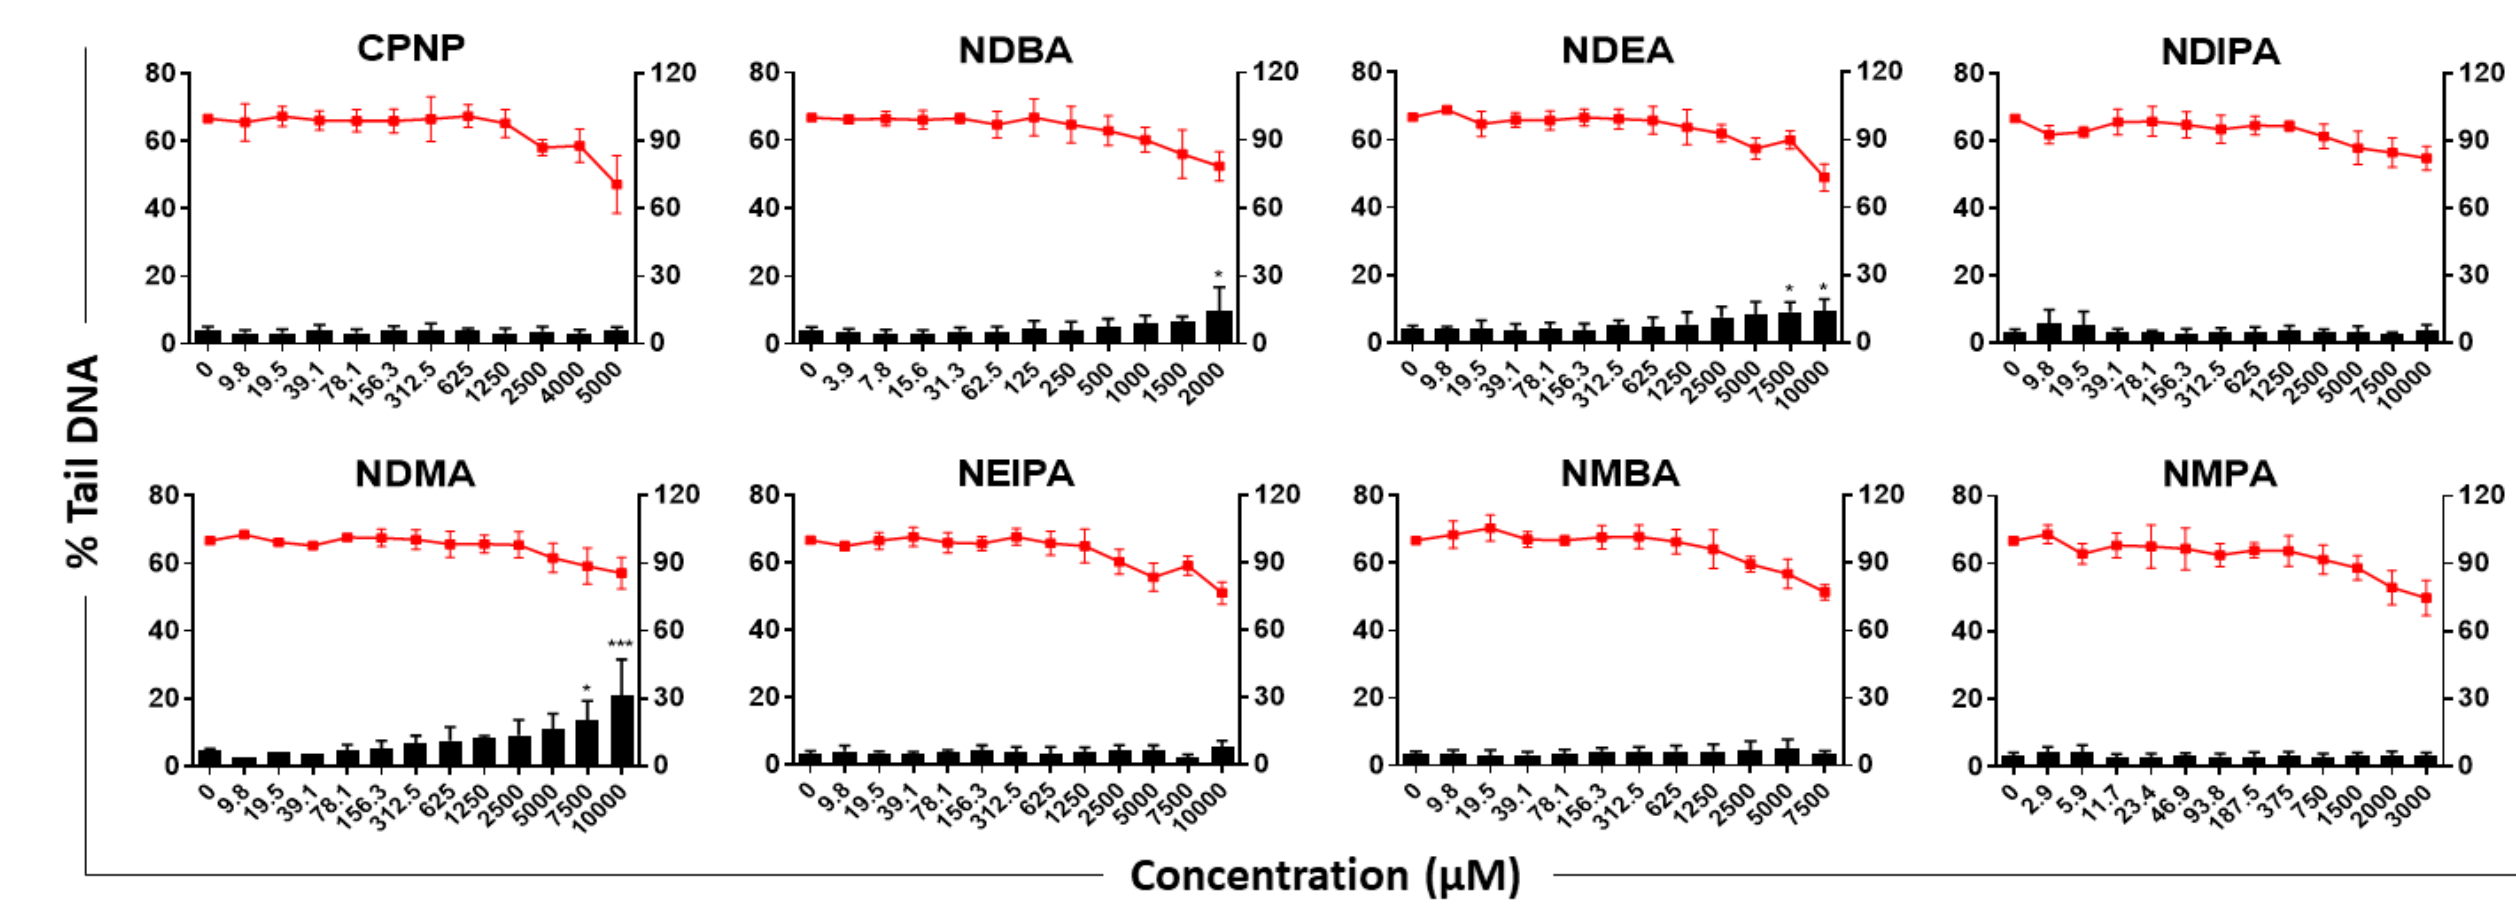 % Tail DNA
CPNP
80 60 40 20 0
120 90 60 30 0
0 9.8 19.5 39.1 78.1 156.3 312.5 625 1250 2500 4000 5000
NDBA
80 60 40 20 0
120 90 60 30 0
*
0 3.9 7.8 15.6 31.3 62.5 125 250 500 1000 1500 2000
NDEA
80 60 40 20 0
120 90 60 30 0
* *
0 9.8 19.5 39.1 78.1 156.3 312.5 625 1250 2500 5000 7500 10000
NDIPA
80 60 40 20 0
120 90 60 30 0
0 9.8 19.5 39.1 78.1 156.3 312.5 625 1250 2500 5000 7500 10000
NDMA
80 60 40 20 0
120 90 60 30 0
* ***
0 9.8 19.5 39.1 78.1 156.3 312.5 625 1250 2500 5000 7500 10000
NEIPA
80 60 40 20 0
120 90 60 30 0
0 9.8 19.5 39.1 78.1 156.3 312.5 625 1250 2500 5000 7500 10000
NMBA
80 60 40 20 0
120 90 60 30 0
0 9.8 19.5 39.1 78.1 156.3 312.5 625 1250 2500 5000 7500
NMPA
80 60 40 20 0
120 90 60 30 0
0 2.9 5.9 11.7 23.4 46.9 93.8 187.5 375 750 1500 2000 3000
Concentration (µM)